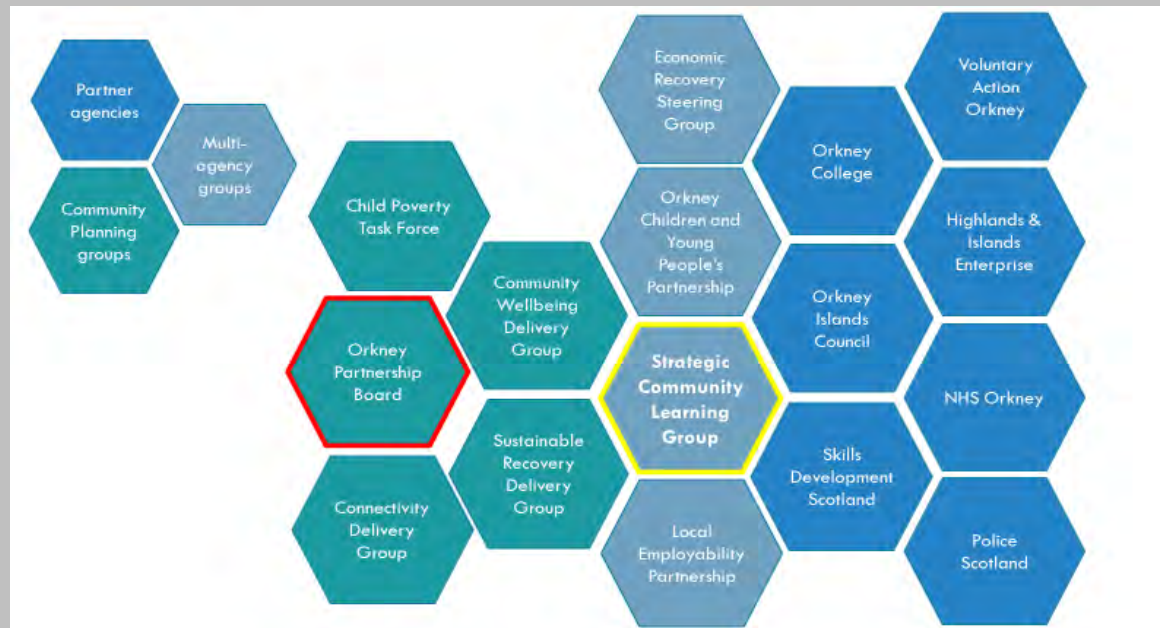 Partner
agencies
Multi-
agency
groups
Community
Planning
groups
Child Poverty
Task Force
Orkney
Partnership
Board
Connectivity
Delivery
Group
Community
Wellbeing
Delivery
Group
Sustainable
Recovery
Delivery
Group
Economic
Recovery
Steering
Group
Orkney
Children and
Young
People's
Partnership
Strategic
Community
Learning
Group
Local
Employability
Partnership
Orkney
College
Orkney
Islands
Council
Skills
Development
Scotland
Voluntary
Action
Orkney
Highlands &
Islands
Enterprise
NHS Orkney
Police
Scotland